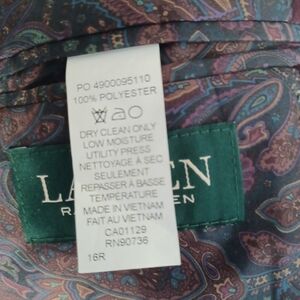 PO 4900095110
100% POLYESTER
DRY CLEAN ONLY
LOW MOISTURE
UTILITY PRESS
NETTOYAGE À SEC
SEULEMENT
REPASSER À BASSE
TEMPERATURE
MADE IN VIETNAM
FAIT AU VIETNAM
CA01129
RN90736
16R